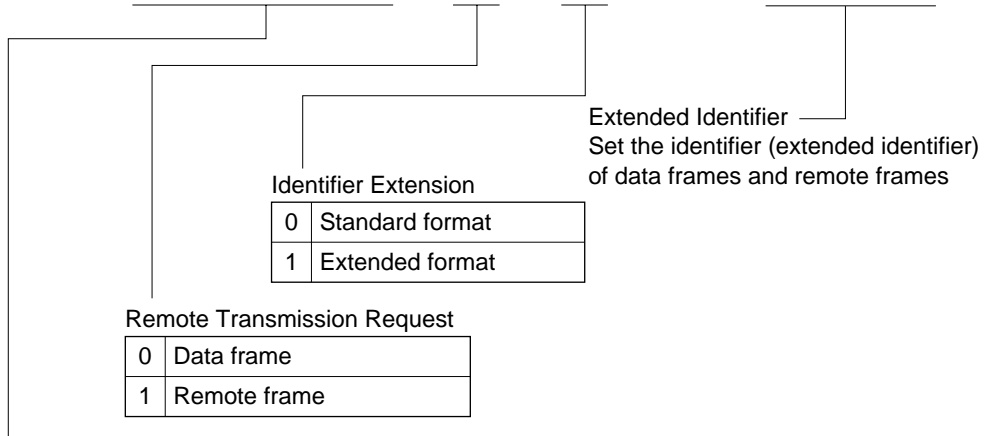 Extended Identifier
Set the identifier (extended identifier)
of data frames and remote frames
Identifier Extension
0 Standard format
1 Extended format
Remote Transmission Request
0 Data frame
1 Remote frame